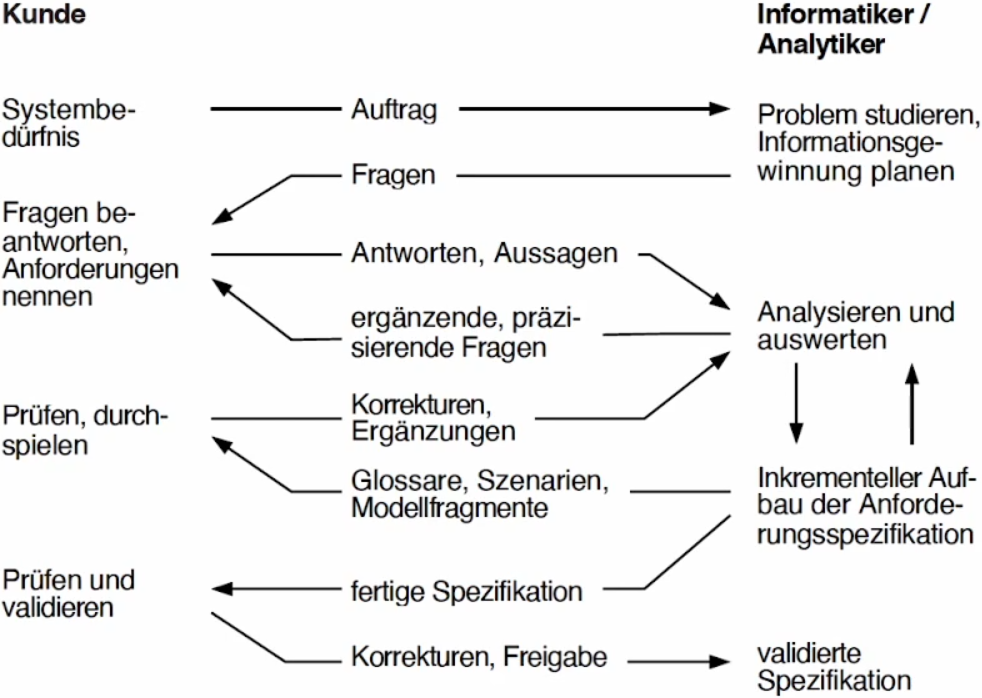 Kunde
Informatiker /
Analytiker
Systembe-
dürfnis
Auftrag
Problem studieren,
Informationsge-
winnung planen
Fragen
Fragen be-
antworten,
Anforderungen
nennen
Antworten, Aussagen
Analysieren und
auswerten
ergänzende, präzi-
sierende Fragen
Prüfen, durch-
spielen
Korrekturen,
Ergänzungen
Glossare, Szenarien,
Modellfragmente
Inkrementeller Auf-
bau der Anforde-
rungsspezifikation
Prüfen und
validieren
fertige Spezifikation
Korrekturen, Freigabe
validierte
Spezifikation